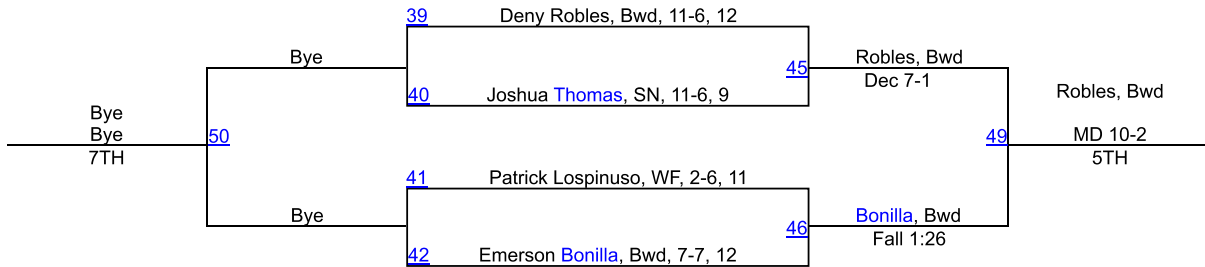 39
Deny Robles, Bwd, 11-6, 12
Bye
45
Robles, Bwd
Dec 7-1
40
Joshua Thomas, SN, 11-6, 9
Robles, Bwd
Bye
Bye
7TH
50
49
MD 10-2
5TH
41
Patrick Lospinuso, WF, 2-6, 11
Bye
46
Bonilla, Bwd
Fall 1:26
42
Emerson Bonilla, Bwd, 7-7, 12